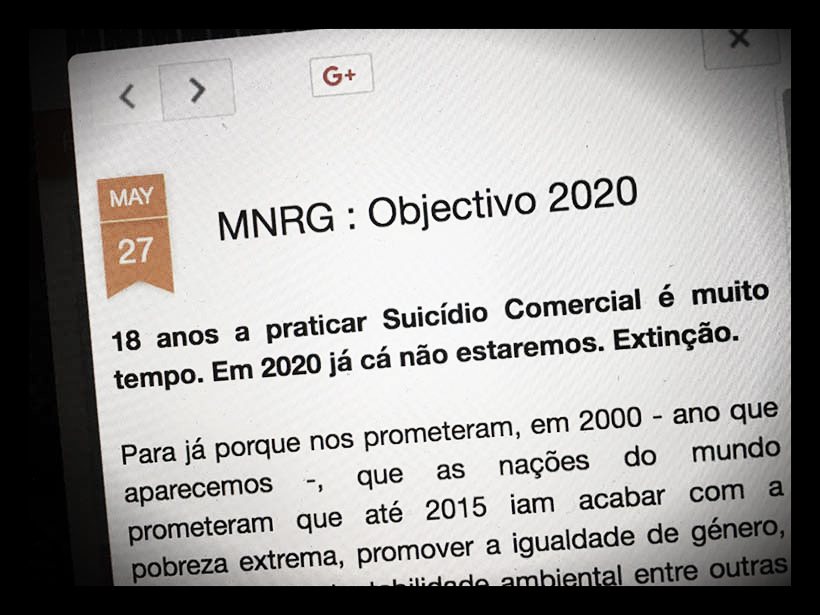 G+
MAY
27
MNRG : Objectivo 2020
18 anos a praticar Suicídio Comercial é muito
tempo. Em 2020 já cá não estaremos. Extinção.
Para já porque nos prometeram, em 2000 - ano que
aparecemos -, que as nações do mundo
prometeram que até 2015 iam acabar com a
pobreza extrema, promover a igualdade de género,
ambiental entre outras